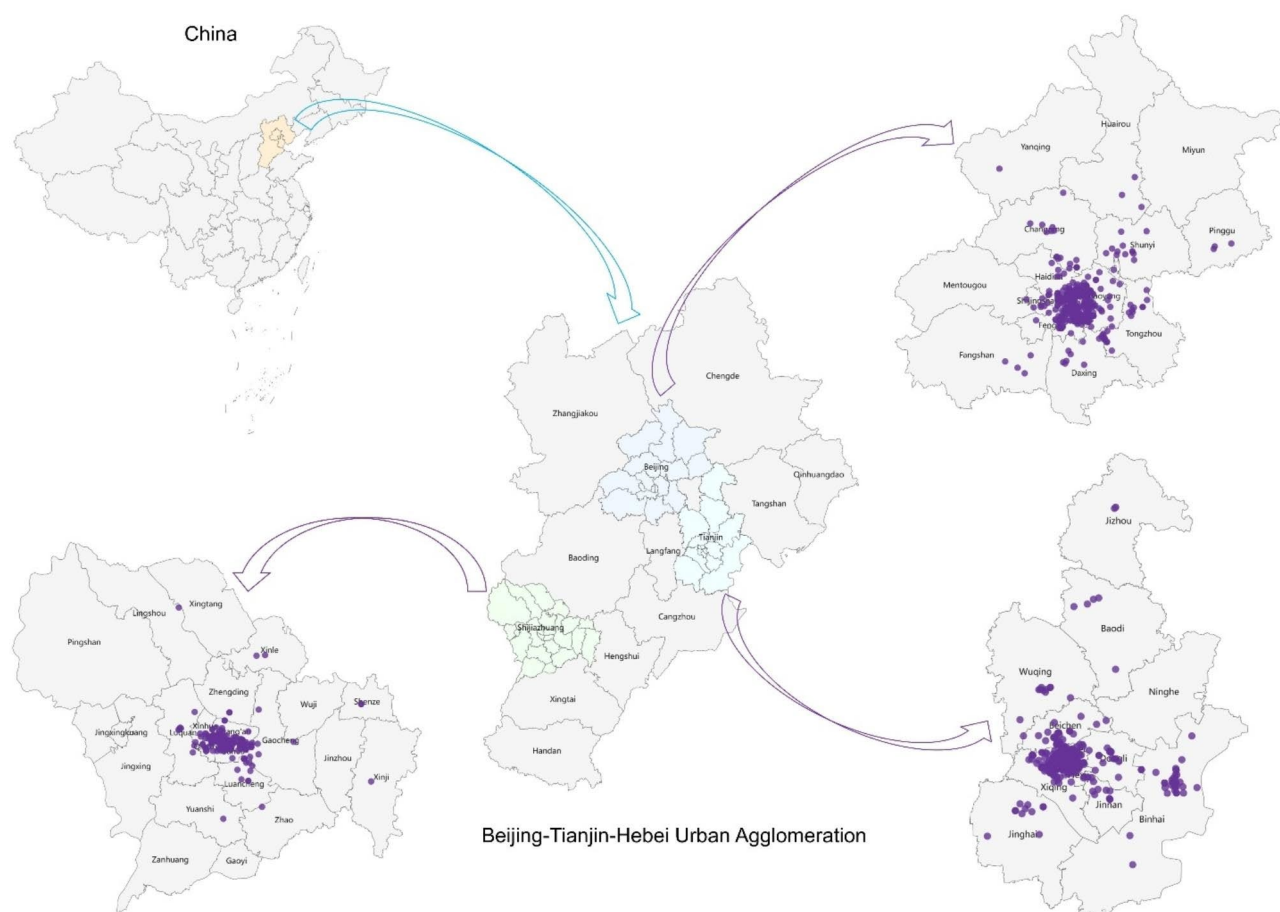 China
Huairou
Yanqing
Miyun
Pinggu
Shunyi
Mentougou
Tongzhou
Fangshan
Daxing
Chengde
Zhangjiakou
Beijing
Qinhuangdao
Tangshan
Tianjin
Langfang
Baoding
Cangzhou
Shijiazhuang
Hengshui
Xingtai
Handan
Xingtang
Lingshou
Pingshan
Xinle
Zhengding
Wuji
Shenze
Gaocheng
Jingxingkuang
Jingxing
Jinzhou
Xinji
Luancheng
Yuanshi
Zhao
Zanhuang
Gaoyi
Jizhou
Baodi
Wuqing
Ninghe
Beichen
Xiqing
Jinnan
Binhai
Jinghai
Beijing-Tianjin-Hebei Urban Agglomeration